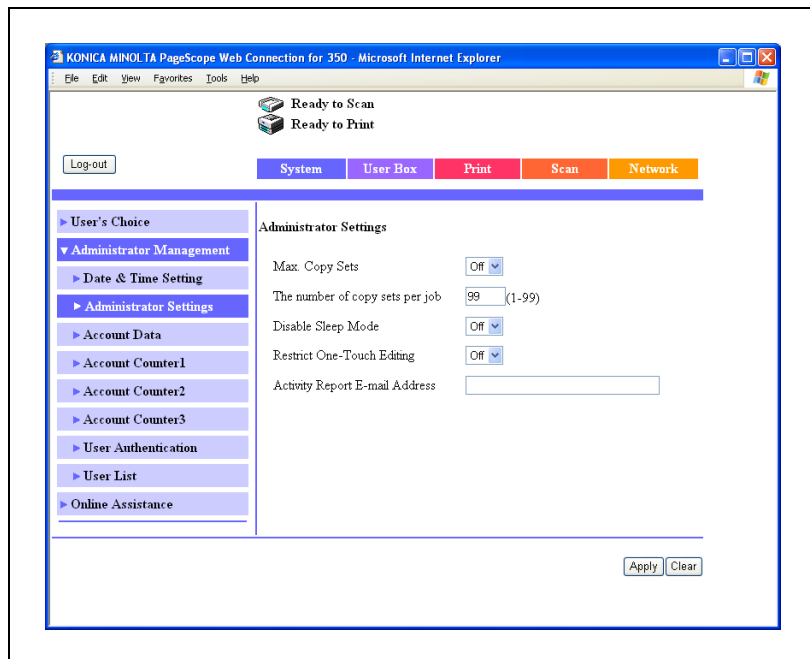 KONICA MINOLTA PageScope Web Connection for 350 - Microsoft Internet Explorer
File Edit View Favorites Tools Help
Ready to Scan
Ready to Print
Log-out
System User Box Print Scan Network
User's Choice
Administrator Management
Date & Time Setting
Administrator Settings
Account Data
Account Counter1
Account Counter2
Account Counter3
User Authentication
User List
Online Assistance
Administrator Settings
Max. Copy Sets Off
The number of copy sets per job 99 (1-99)
Disable Sleep Mode Off
Restrict One-Touch Editing Off
Activity Report E-mail Address
Apply Clear